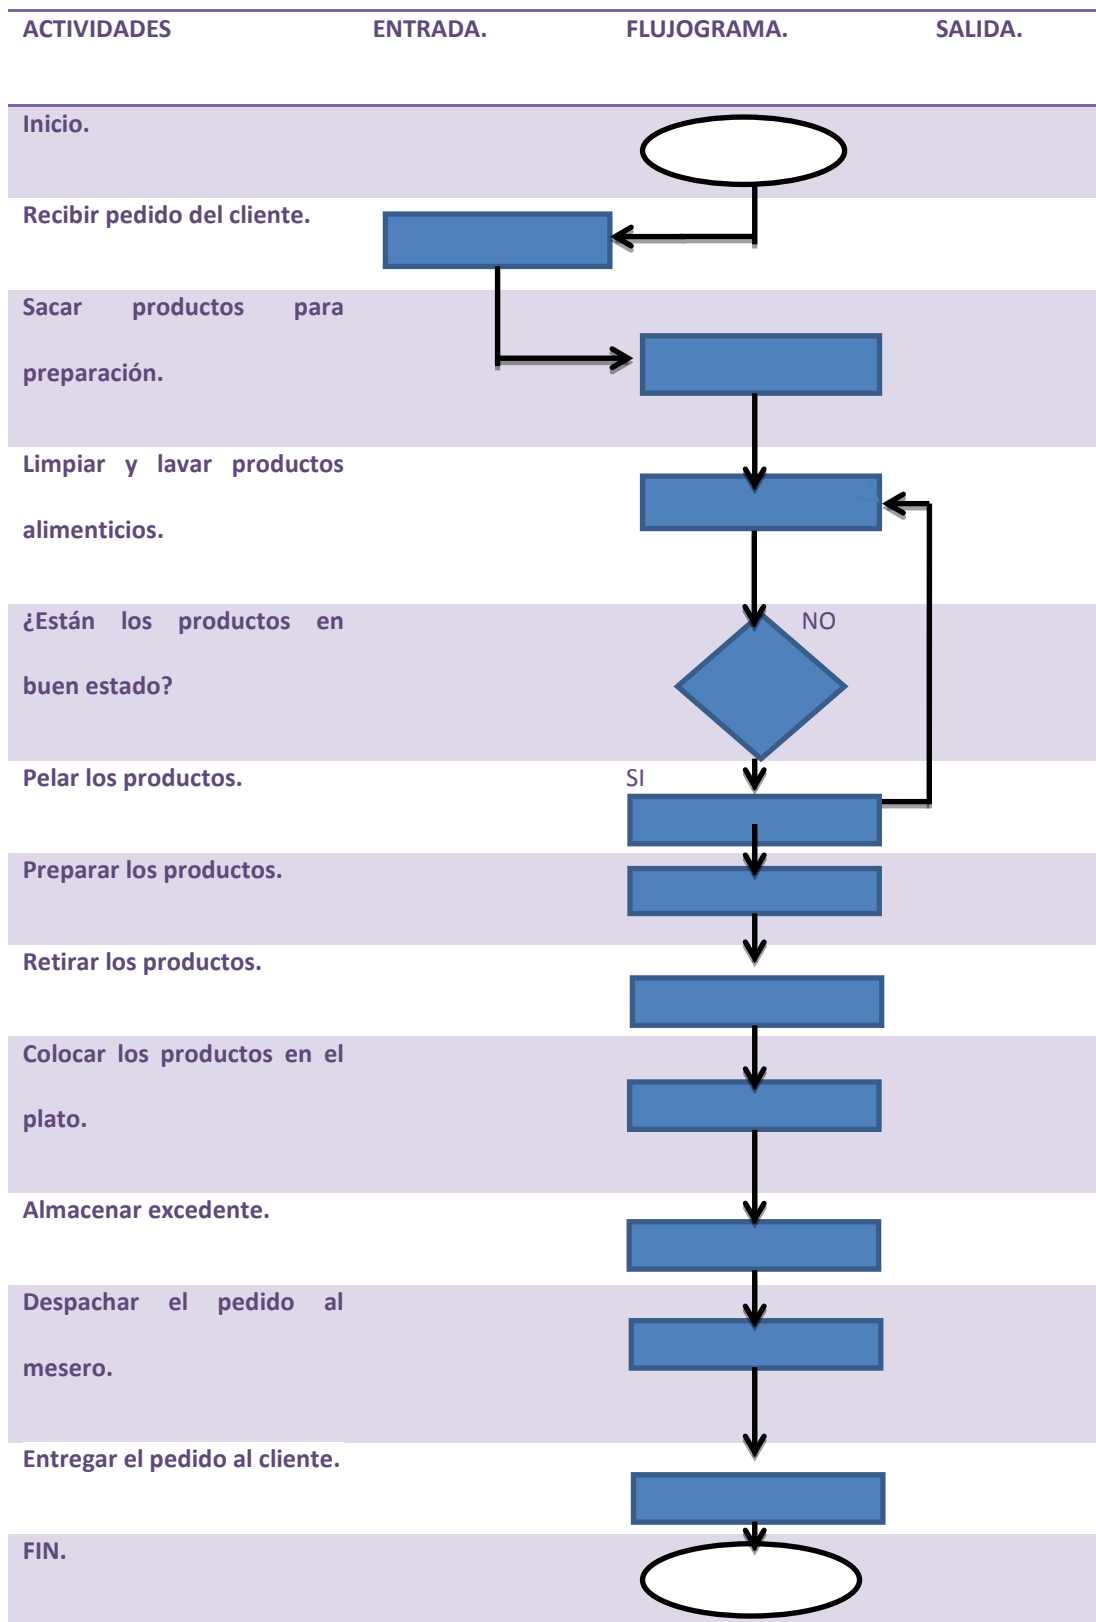 ACTIVIDADES ENTRADA. FLUJOGRAMA. SALIDA.
Inicio.
Recibir pedido del cliente.
Sacar productos para
preparación.
Limpiar y lavar productos
alimenticios.
¿Están los productos en NO
buen estado?
Pelar los productos. SI
Preparar los productos.
Retirar los productos.
Colocar los productos en el
plato.
Almacenar excedente.
Despachar el pedido al
mesero.
Entregar el pedido al cliente.
FIN.